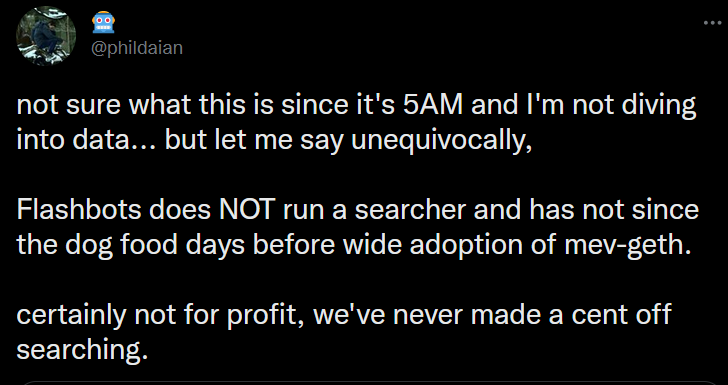 @phildaian
not sure what this is since it's 5AM and I'm not diving
into data... but let me say unequivocally,
Flashbots does NOT run a searcher and has not since
the dog food days before wide adoption of mev-geth.
certainly not for profit, we've never made a cent off
searching.